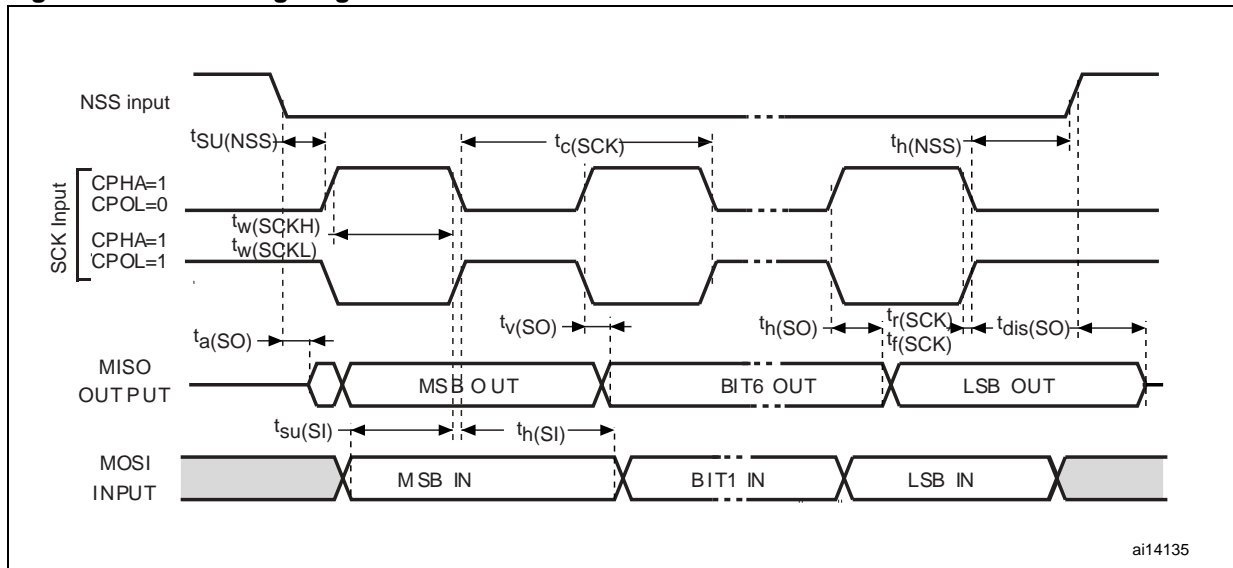 NSS input
tSU(NSS)
tc(SCK)
th(NSS)
SCK Input
CPHA=1
CPOL=0
CPHA=1
CPOL=1
tw(SCKH)
tw(SCKL)
ta(SO)
tv(SO)
th(SO)
tr(SCK)
tf(SCK)
tdis(SO)
MISO
OUTPUT
MSB OUT
BIT6 OUT
LSB OUT
tsu(SI)
th(SI)
MOSI
INPUT
MSB IN
BIT1 IN
LSB IN
ai14135